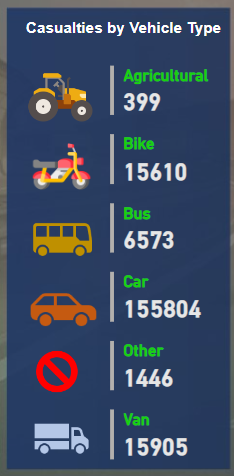 Casualties by Vehicle Type
Agricultural
399
Bike
15610
Bus
6573
Car
155804
Other
1446
Van
15905